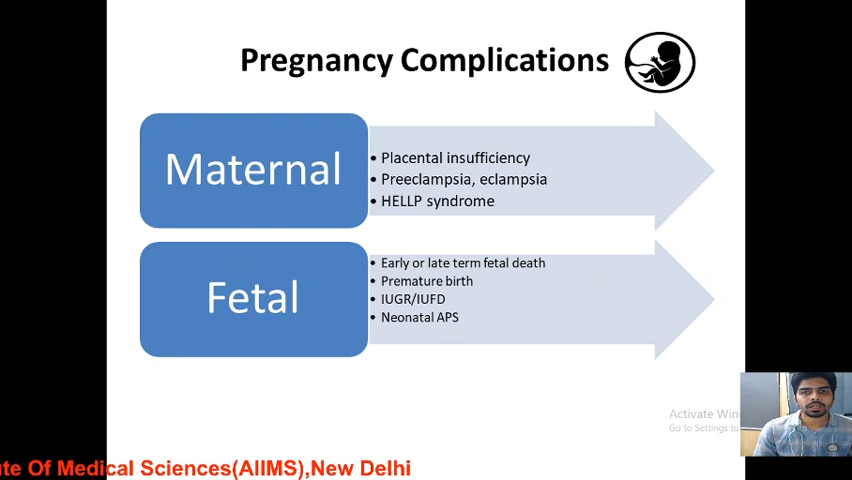 Pregnancy Complications
Maternal
• Placental insufficiency
• Preeclampsia, eclampsia
• HELLP syndrome
Fetal
• Early or late term fetal death
• Premature birth
• IUGR/IUFD
• Neonatal APS
Activate Win
Go to Settings to
te Of Medical Sciences(AIIMS),New Delhi